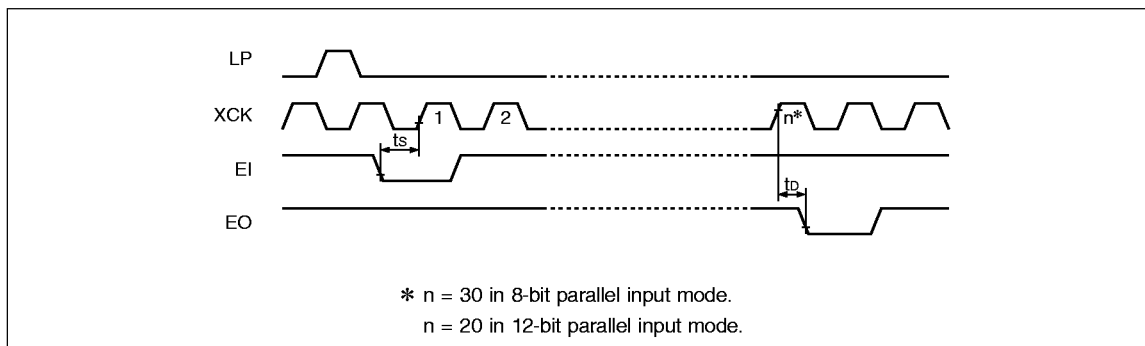 LP
XCK 1 2 n*
tS
EI
tD
EO
* n = 30 in 8-bit parallel input mode.
n = 20 in 12-bit parallel input mode.